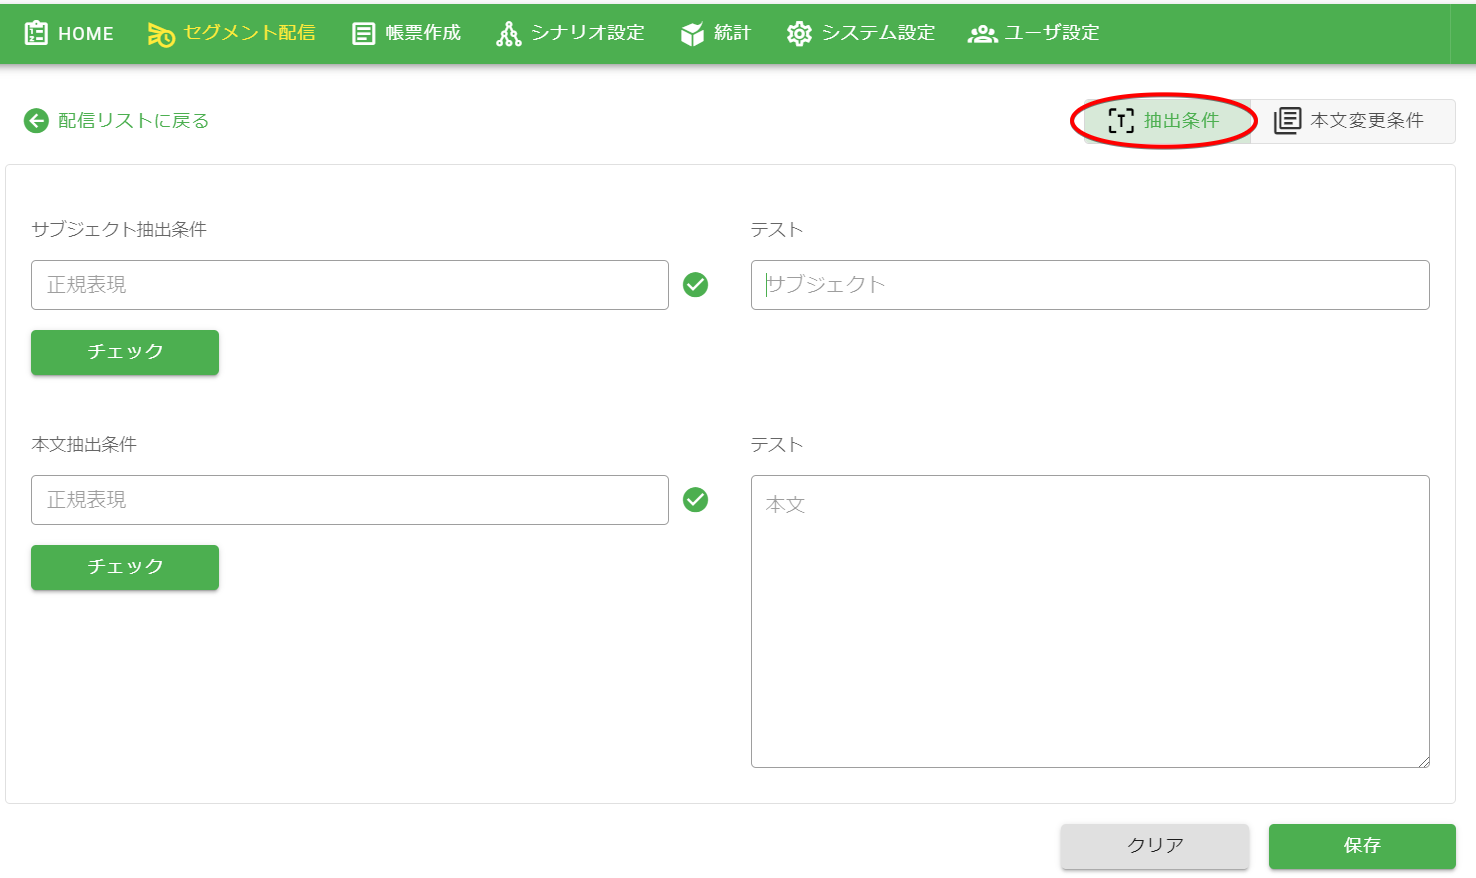 HOME セグメント配信 帳票作成 シナリオ設定 統計 システム設定 ユーザ設定
配信リストに戻る
抽出条件 本文変更条件
サブジェクト抽出条件 テスト
正規表現 サブジェクト
チェック
本文抽出条件 テスト
正規表現 本文
チェック
クリア 保存